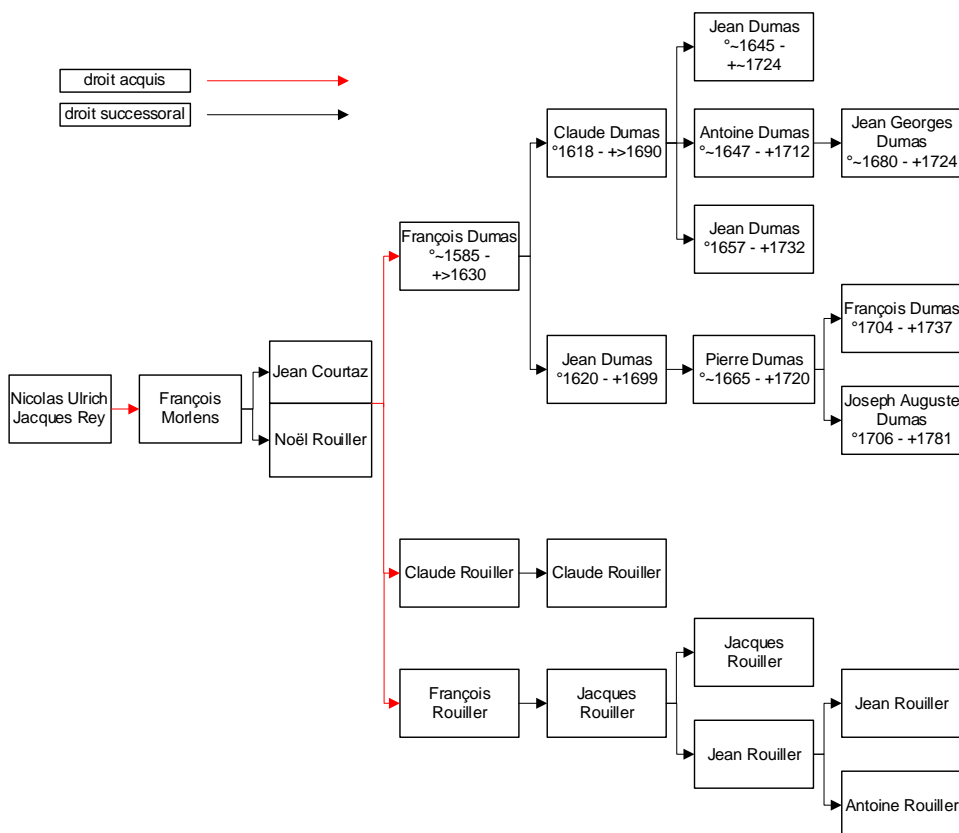 droit acquis
droit successoral
Jean Dumas
°~1645 -
+~1724
Claude Dumas
°1618 - +>1690
Antoine Dumas
°~1647 - +1712
Jean Georges
Dumas
°~1680 - +1724
Jean Dumas
°1657 - +1732
François Dumas
°~1585 -
+>1630
François Dumas
°1704 - +1737
Jean Dumas
°1620 - +1699
Pierre Dumas
°~1665 - +1720
Joseph Auguste
Dumas
°1706 - +1781
Nicolas Ulrich
Jacques Rey
François
Morlens
Jean Courtaz
Noël Rouiller
Claude Rouiller
Claude Rouiller
François
Rouiller
Jacques
Rouiller
Jacques
Rouiller
Jean Rouiller
Jean Rouiller
Antoine Rouiller